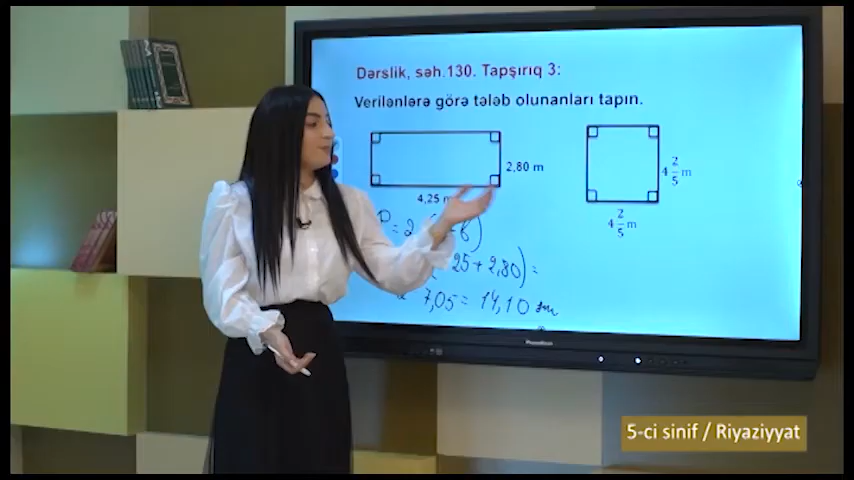 Dərslik, səh.130. Tapşırıq 3:
Verilənlərə görə tələb olunanları tapın.
2,80 m
4,25 m
4 2/5 m
4 2/5 m
P = 2
25 + 2,80) =
7,05 = 14,10 m
5-ci sinif / Riyaziyyat